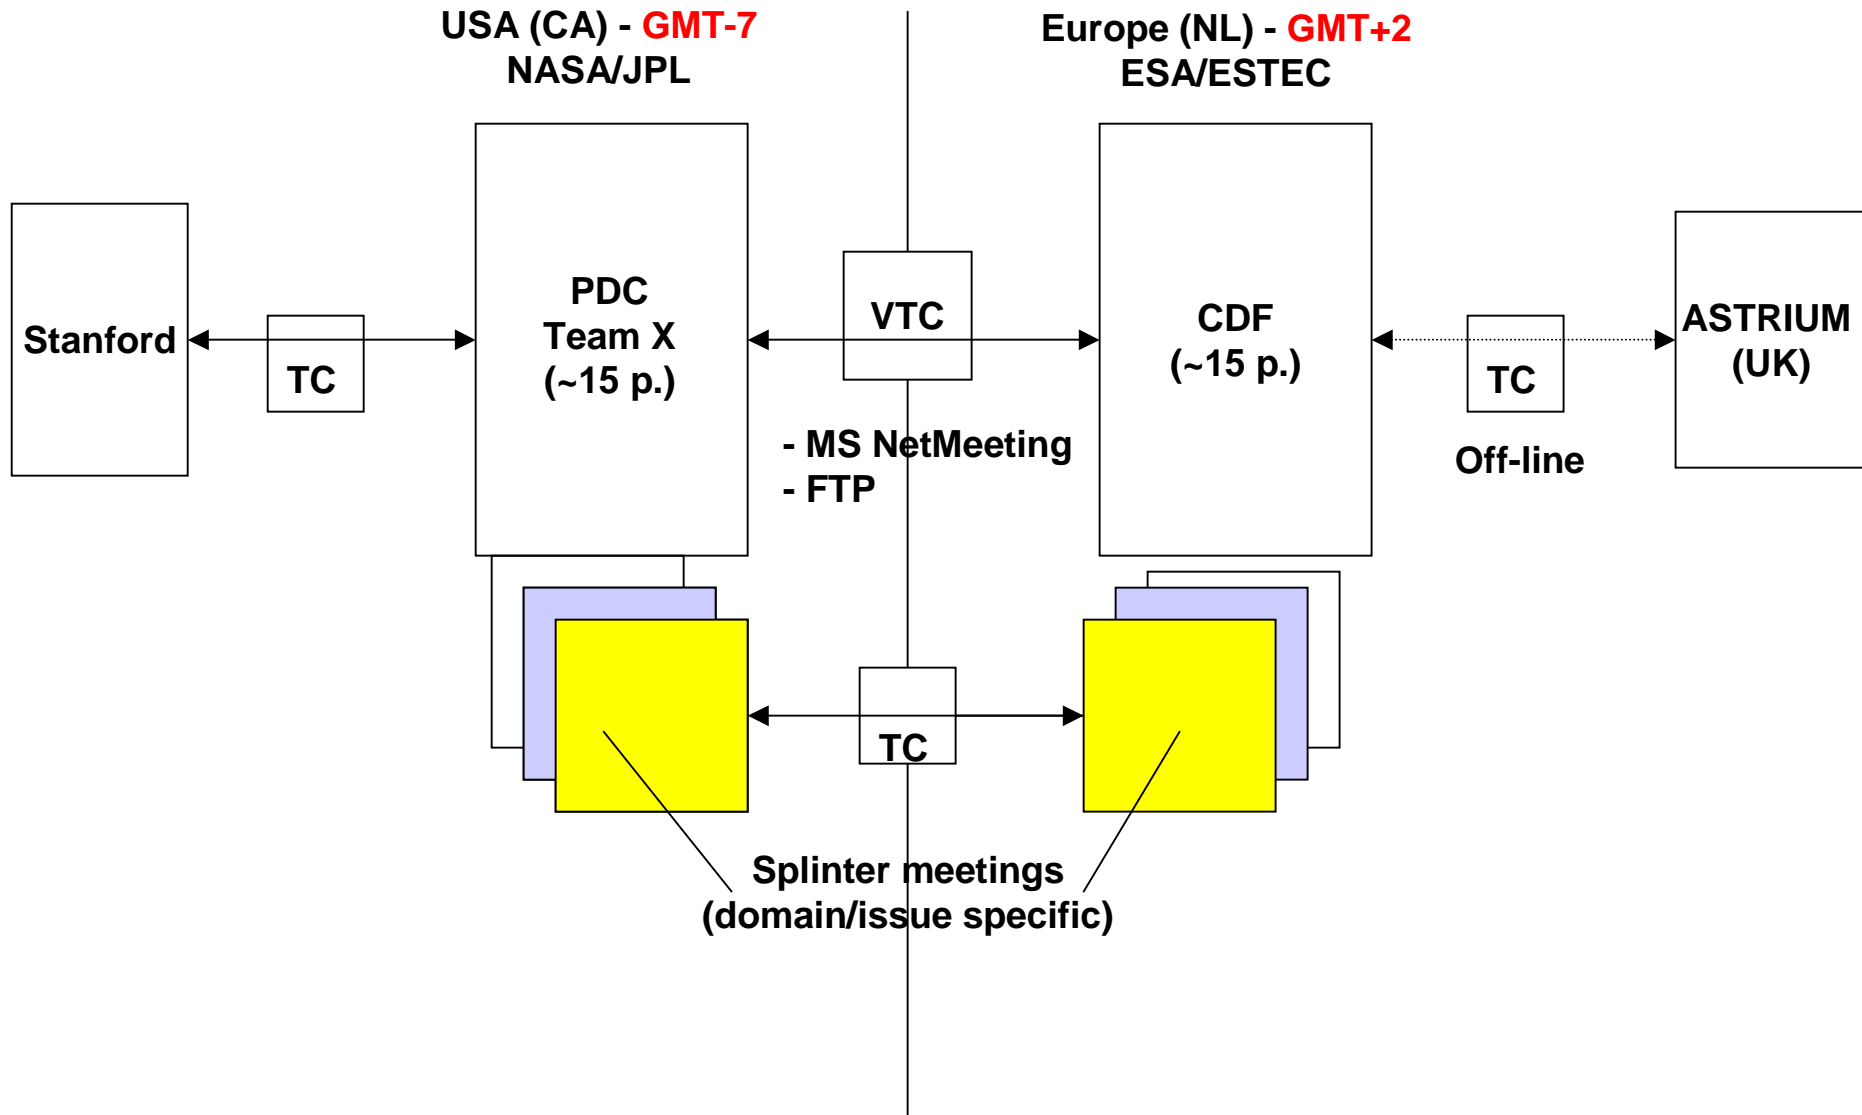 USA (CA) - GMT-7
NASA/JPL
Europe (NL) - GMT+2
ESA/ESTEC
Stanford
TC
PDC
Team X
(~15 p.)
VTC
- MS NetMeeting
- FTP
CDF
(~15 p.)
TC
Off-line
ASTRIUM
(UK)
TC
Splinter meetings
(domain/issue specific)